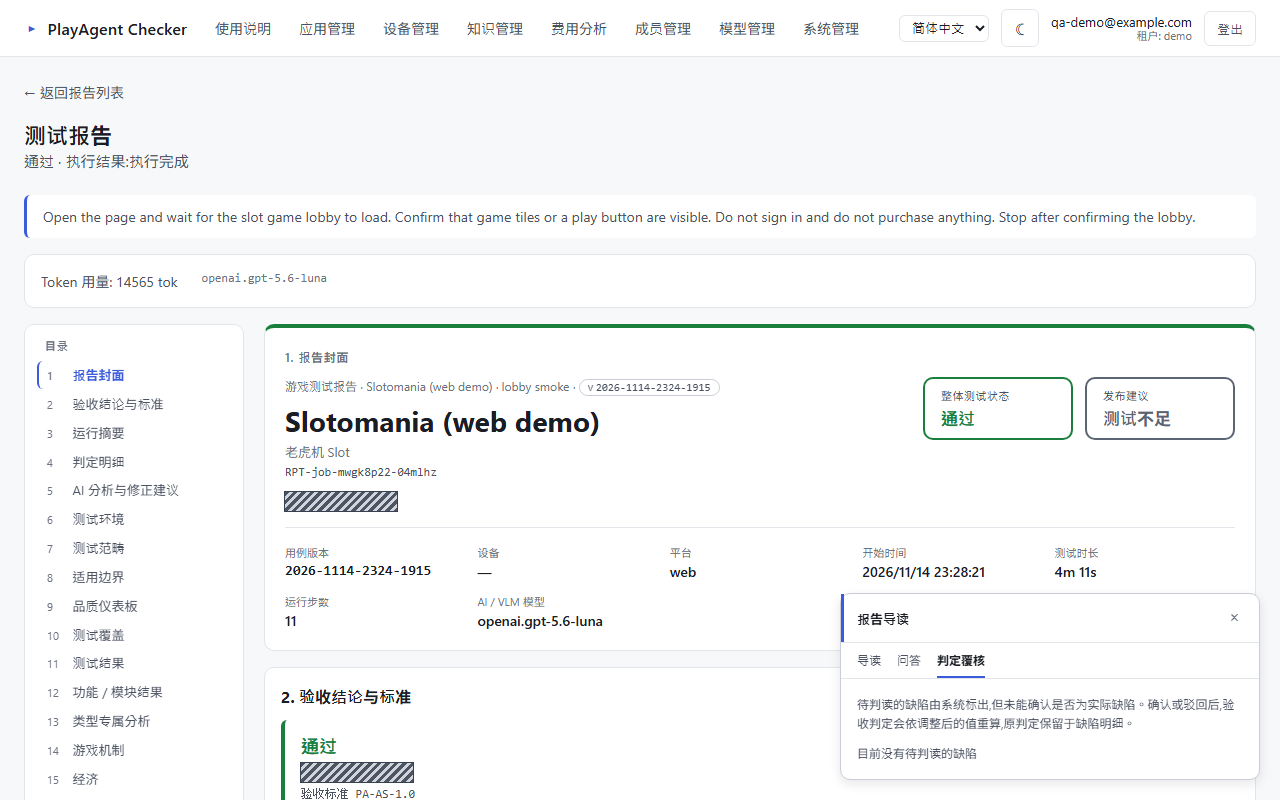 PlayAgent Checker 使用说明 应用管理 设备管理 知识管理 费用分析 成员管理 模型管理 系统管理 简体中文 qa-demo@example.com 登出
租户: demo
← 返回报告列表
测试报告
通过 · 执行结果:执行完成
Open the page and wait for the slot game lobby to load. Confirm that game tiles or a play button are visible. Do not sign in and do not purchase anything. Stop after confirming the lobby.
Token 用量: 14565 tok openai.gpt-5.6-luna
目录
1 报告封面
2 验收结论与标准
3 运行摘要
4 判定明细
5 AI 分析与修正建议
6 测试环境
7 测试范畴
8 适用边界
9 品质仪表板
10 测试覆盖
11 测试结果
12 功能 / 模块结果
13 类型专属分析
14 游戏机制
15 经济
1. 报告封面
游戏测试报告 · Slotomania (web demo) · lobby smoke · v 2026-1114-2324-1915
Slotomania (web demo)
老虎机 Slot
RPT-job-mwgk8p22-04mlhz
整体测试状态
通过
发布建议
测试不足
用例版本
2026-1114-2324-1915
设备
—
平台
web
开始时间
2026/11/14 23:28:21
测试时长
4m 11s
运行步数
11
AI / VLM 模型
openai.gpt-5.6-luna
2. 验收结论与标准
通过
验收标准 PA-AS-1.0
报告导读 ×
导读 问答 判定覆核
待判读的缺陷由系统标出,但未能确认是否为实际缺陷。确认或驳回后,验
收判定会依调整后的值重算,原判定保留于缺陷明细。
目前没有待判读的缺陷